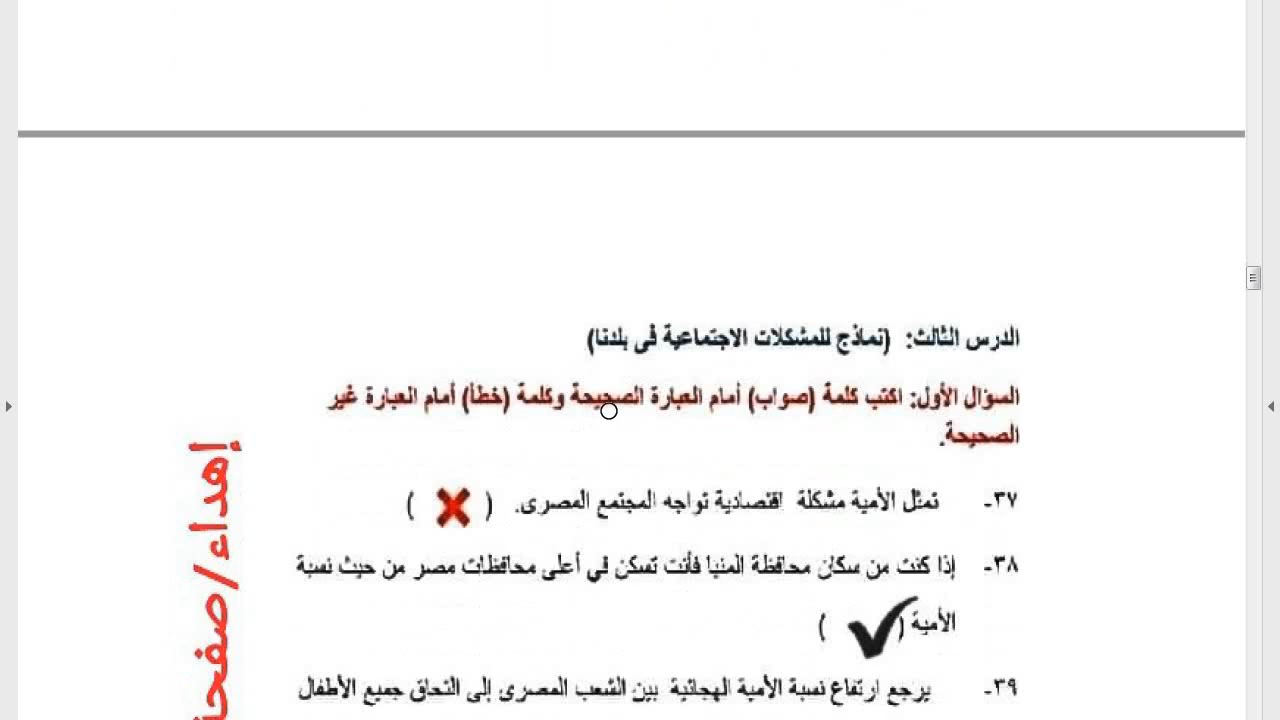 الدرس الثالث: (نماذج للمشكلات الاجتماعية فى بلدنا)
السؤال الأول: اكتب كلمة (صواب) أمام العبارة الصحيحة وكلمة (خطأ) أمام العبارة غير
الصحيحة.
٣٧- تمثل الأمية مشكلة اقتصادية تواجه المجتمع المصرى. ( ❌ )
٣٨- إذا كنت من سكان محافظة المنيا فأنت تسكن في أعلى محافظات مصر من حيث نسبة
الأمية ( ✔ )
٣٩- يرجع ارتفاع نسبة الأمية الهجائية بين الشعب المصرى إلى التحاق جميع الأطفال
إهداء/صفحا